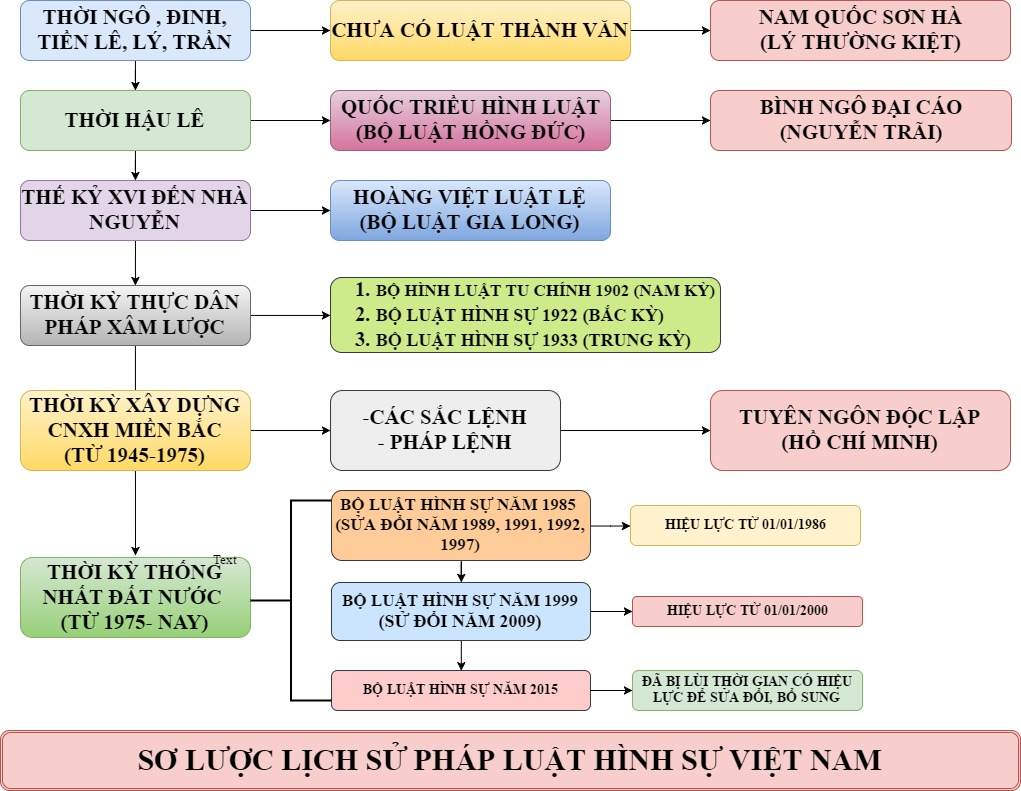 THỜI NGÔ , ĐINH,
TIỀN LÊ, LÝ, TRẦN
CHƯA CÓ LUẬT THÀNH VĂN
NAM QUỐC SƠN HÀ
(LÝ THƯỜNG KIỆT)
THỜI HẬU LÊ
QUỐC TRIỀU HÌNH LUẬT
(BỘ LUẬT HỒNG ĐỨC)
BÌNH NGÔ ĐẠI CÁO
(NGUYỄN TRÃI)
THẾ KỶ XVI ĐẾN NHÀ
NGUYỄN
HOÀNG VIỆT LUẬT LỆ
(BỘ LUẬT GIA LONG)
THỜI KỲ THỰC DÂN
PHÁP XÂM LƯỢC
1. BỘ HÌNH LUẬT TU CHÍNH 1902 (NAM KỲ)
2. BỘ LUẬT HÌNH SỰ 1922 (BẮC KỲ)
3. BỘ LUẬT HÌNH SỰ 1933 (TRUNG KỲ)
THỜI KỲ XÂY DỰNG
CNXH MIỀN BẮC
(TỪ 1945-1975)
-CÁC SẮC LỆNH
- PHÁP LỆNH
TUYÊN NGÔN ĐỘC LẬP
(HỒ CHÍ MINH)
Text
THỜI KỲ THỐNG
NHẤT ĐẤT NƯỚC
(TỪ 1975- NAY)
BỘ LUẬT HÌNH SỰ NĂM 1985
(SỬA ĐỔI NĂM 1989, 1991, 1992,
1997)
HIỆU LỰC TỪ 01/01/1986
BỘ LUẬT HÌNH SỰ NĂM 1999
(SỬ ĐỔI NĂM 2009)
HIỆU LỰC TỪ 01/01/2000
BỘ LUẬT HÌNH SỰ NĂM 2015
ĐÃ BỊ LÙI THỜI GIAN CÓ HIỆU
LỰC ĐỂ SỬA ĐỔI, BỔ SUNG
SƠ LƯỢC LỊCH SỬ PHÁP LUẬT HÌNH SỰ VIỆT NAM